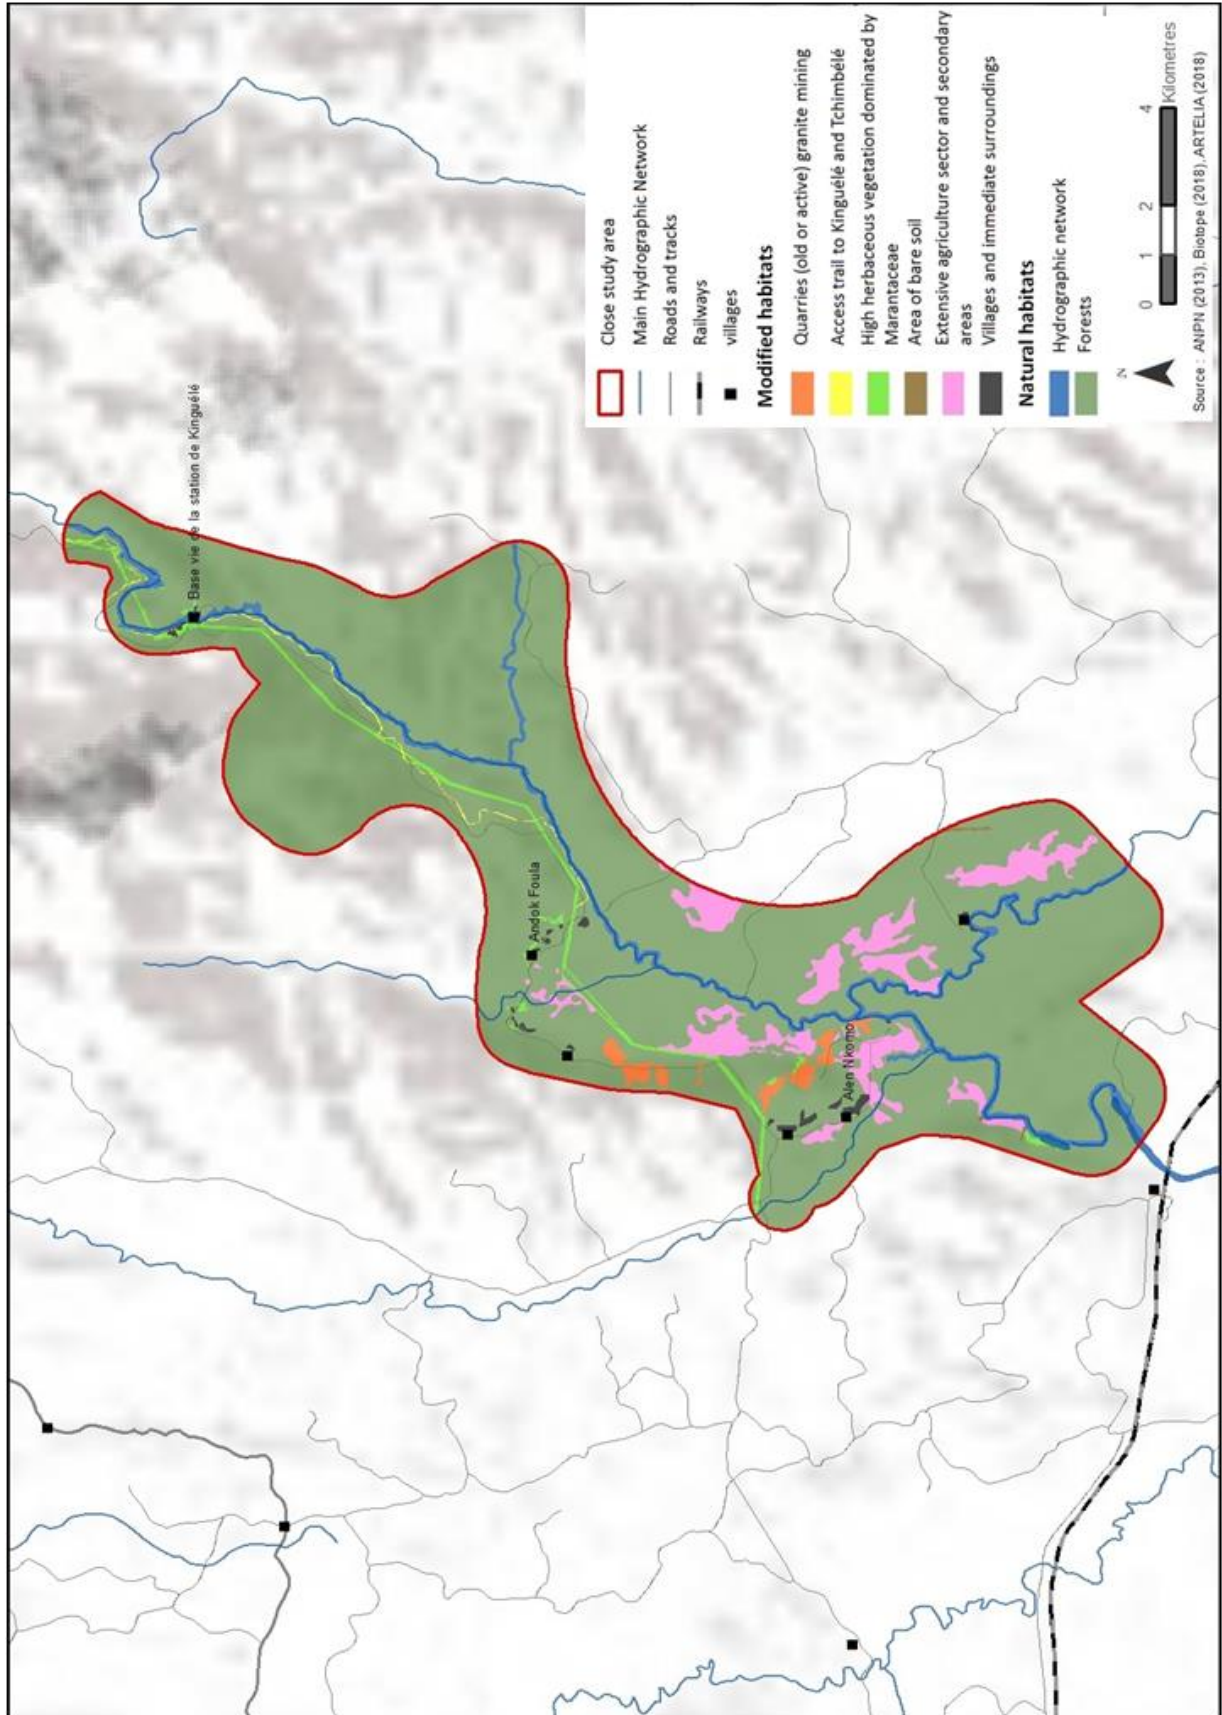 Base vie de la station de Kinguélé
Andok Foula
Alen Nkomo
Close study area
Main Hydrographic Network
Roads and tracks
Railways
villages
Modified habitats
Quarries (old or active) granite mining
Access trail to Kinguélé and Tchimbélé
High herbaceous vegetation dominated by
Marantaceae
Area of bare soil
Extensive agriculture sector and secondary
areas
Villages and immediate surroundings
Natural habitats
Hydrographic network
Forests
N
0 1 2 4
Kilometres
Source : ANPN (2013), Biotope (2018), ARTELIA (2018)